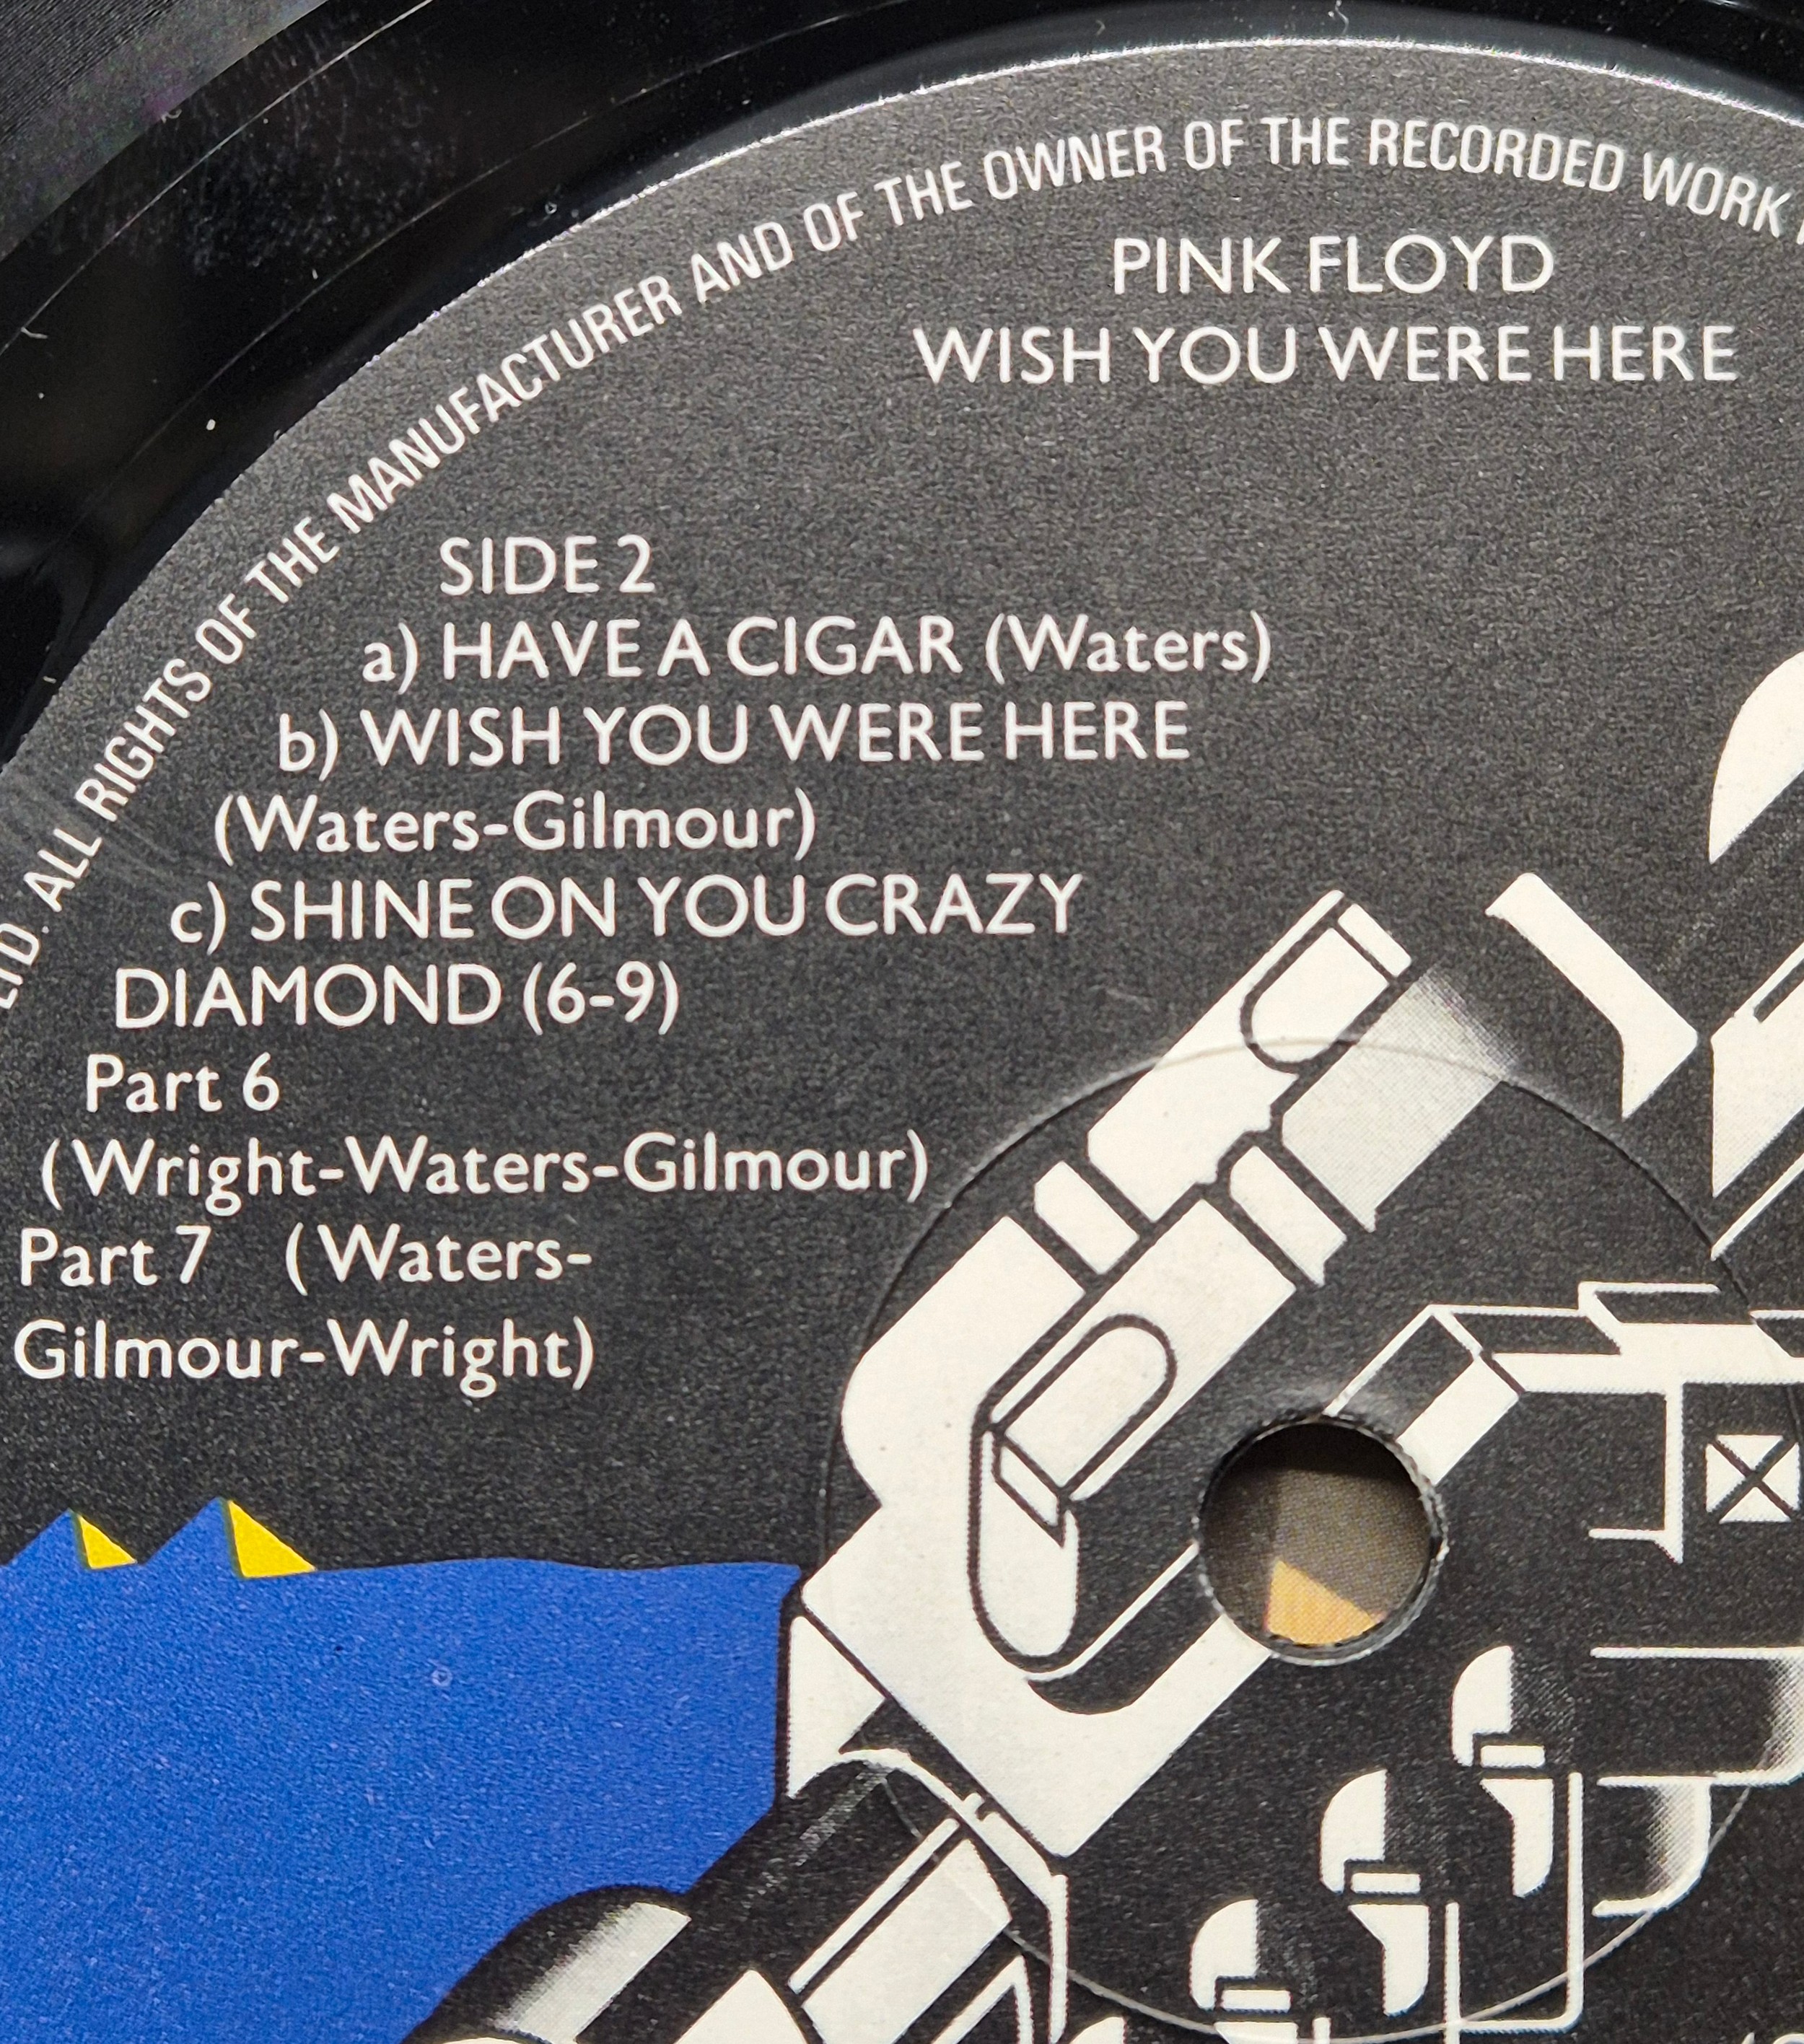 LTD. ALL RIGHTS OF THE MANUFACTURER AND OF THE OWNER OF THE RECORDED WORK
PINK FLOYD
WISH YOU WERE HERE
SIDE 2
a) HAVE A CIGAR (Waters)
b) WISH YOU WERE HERE
(Waters-Gilmour)
c) SHINE ON YOU CRAZY
DIAMOND (6-9)
Part 6
(Wright-Waters-Gilmour)
Part 7 (Waters-
Gilmour-Wright)